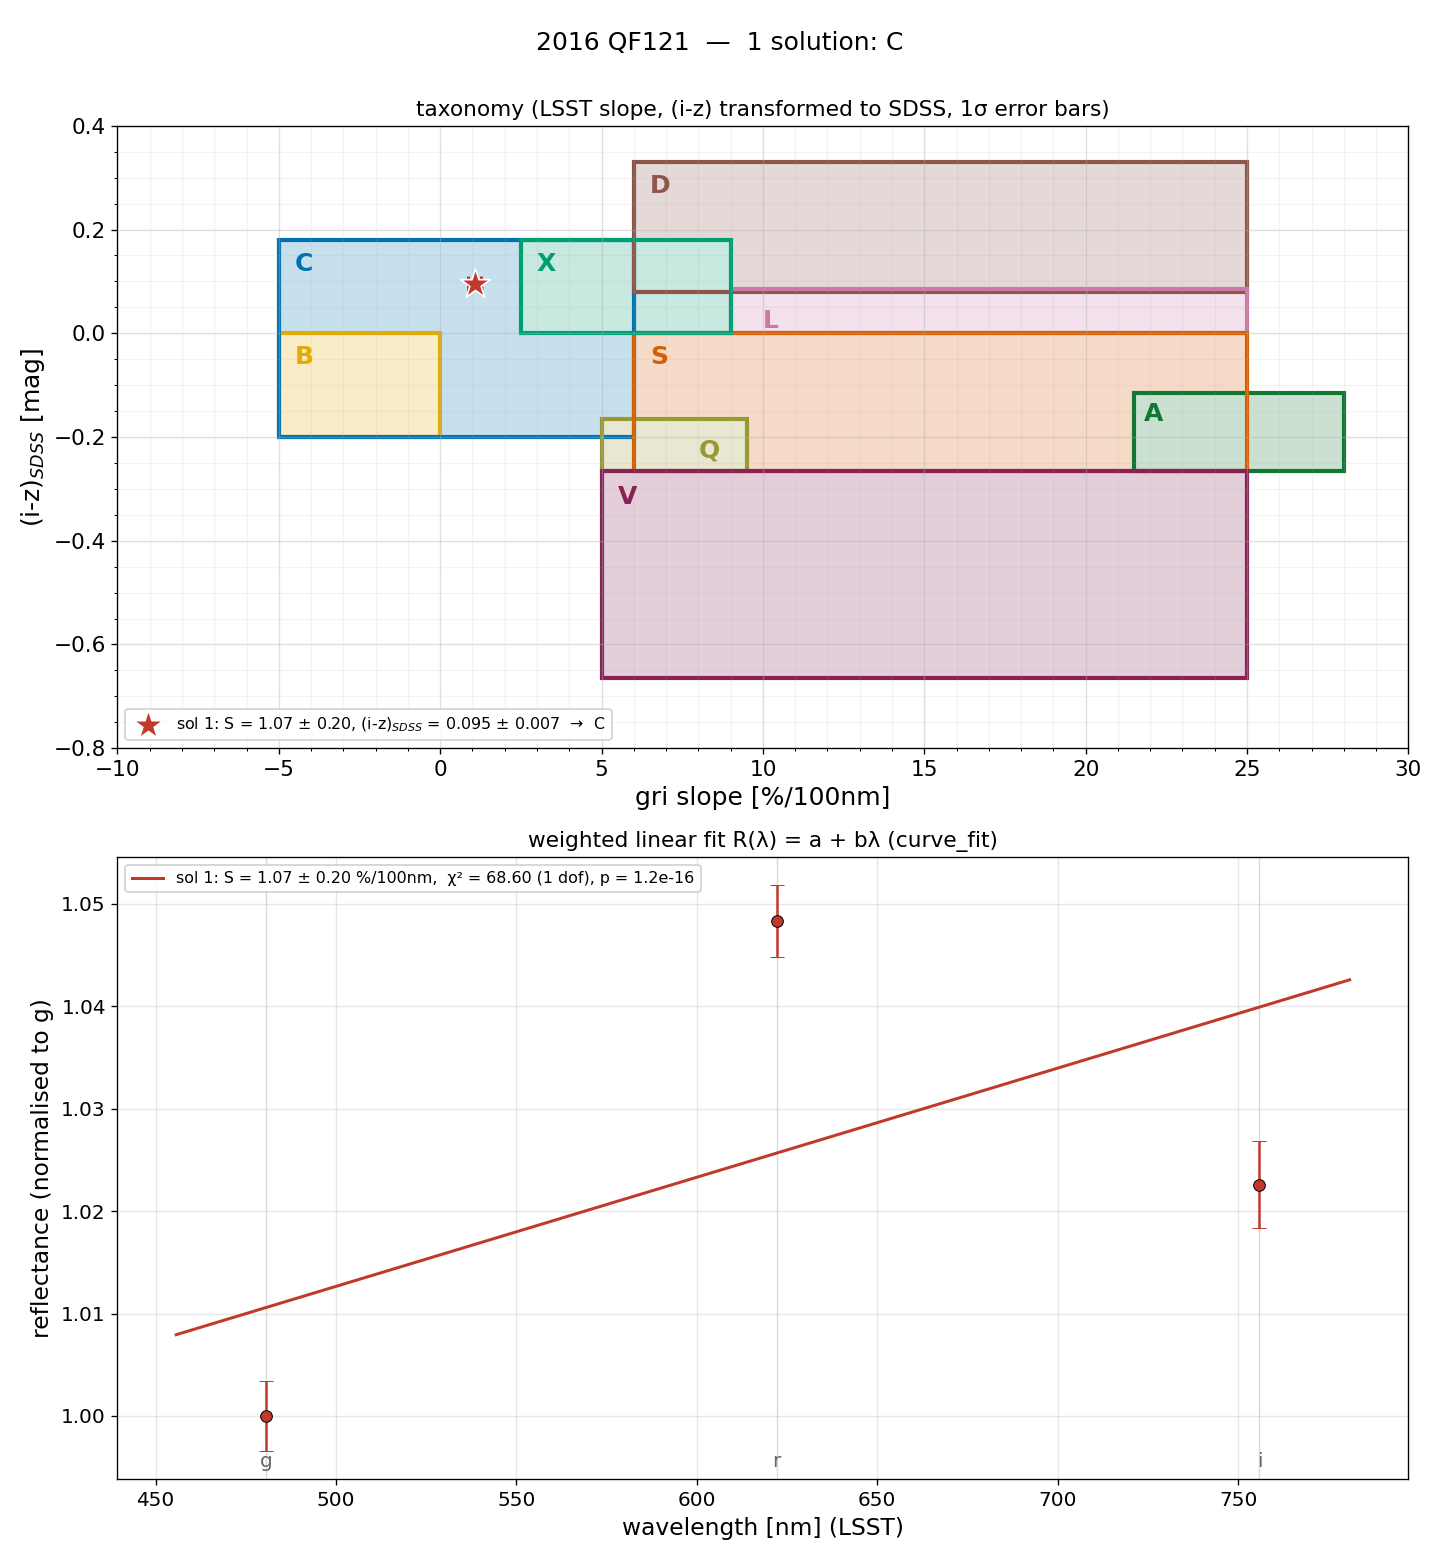 2016 QF121 — 1 solution: C
taxonomy (LSST slope, (i-z) transformed to SDSS, 1σ error bars)
0.4
0.2
0.0
−0.2
−0.4
−0.6
−0.8
(i-z)SDSS [mag]
D
C
X
L
B
S
A
Q
V
sol 1: S = 1.07 ± 0.20, (i-z)SDSS = 0.095 ± 0.007 → C
−10 −5 0 5 10 15 20 25 30
gri slope [%/100nm]
weighted linear fit R(λ) = a + bλ (curve_fit)
sol 1: S = 1.07 ± 0.20 %/100nm, χ² = 68.60 (1 dof), p = 1.2e-16
1.05
1.04
1.03
1.02
1.01
1.00
reflectance (normalised to g)
g r i
450 500 550 600 650 700 750
wavelength [nm] (LSST)